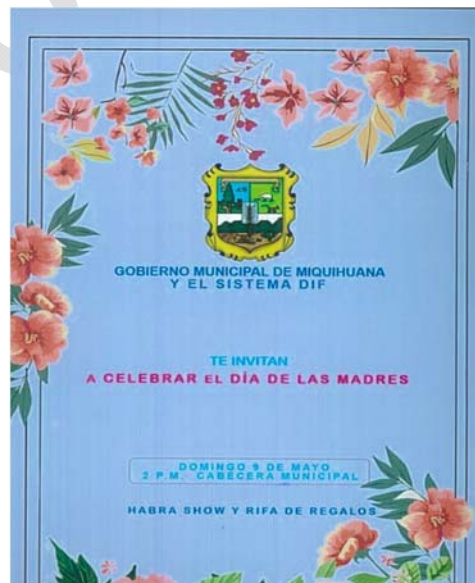 GOBIERNO MUNICIPAL DE MIQUIHUANA
Y EL SISTEMA DIF
TE INVITAN
A CELEBRAR EL DÍA DE LAS MADRES
DOMINGO 9 DE MAYO
2 P.M. CABECERA MUNICIPAL
HABRA SHOW Y RIFA DE REGALOS